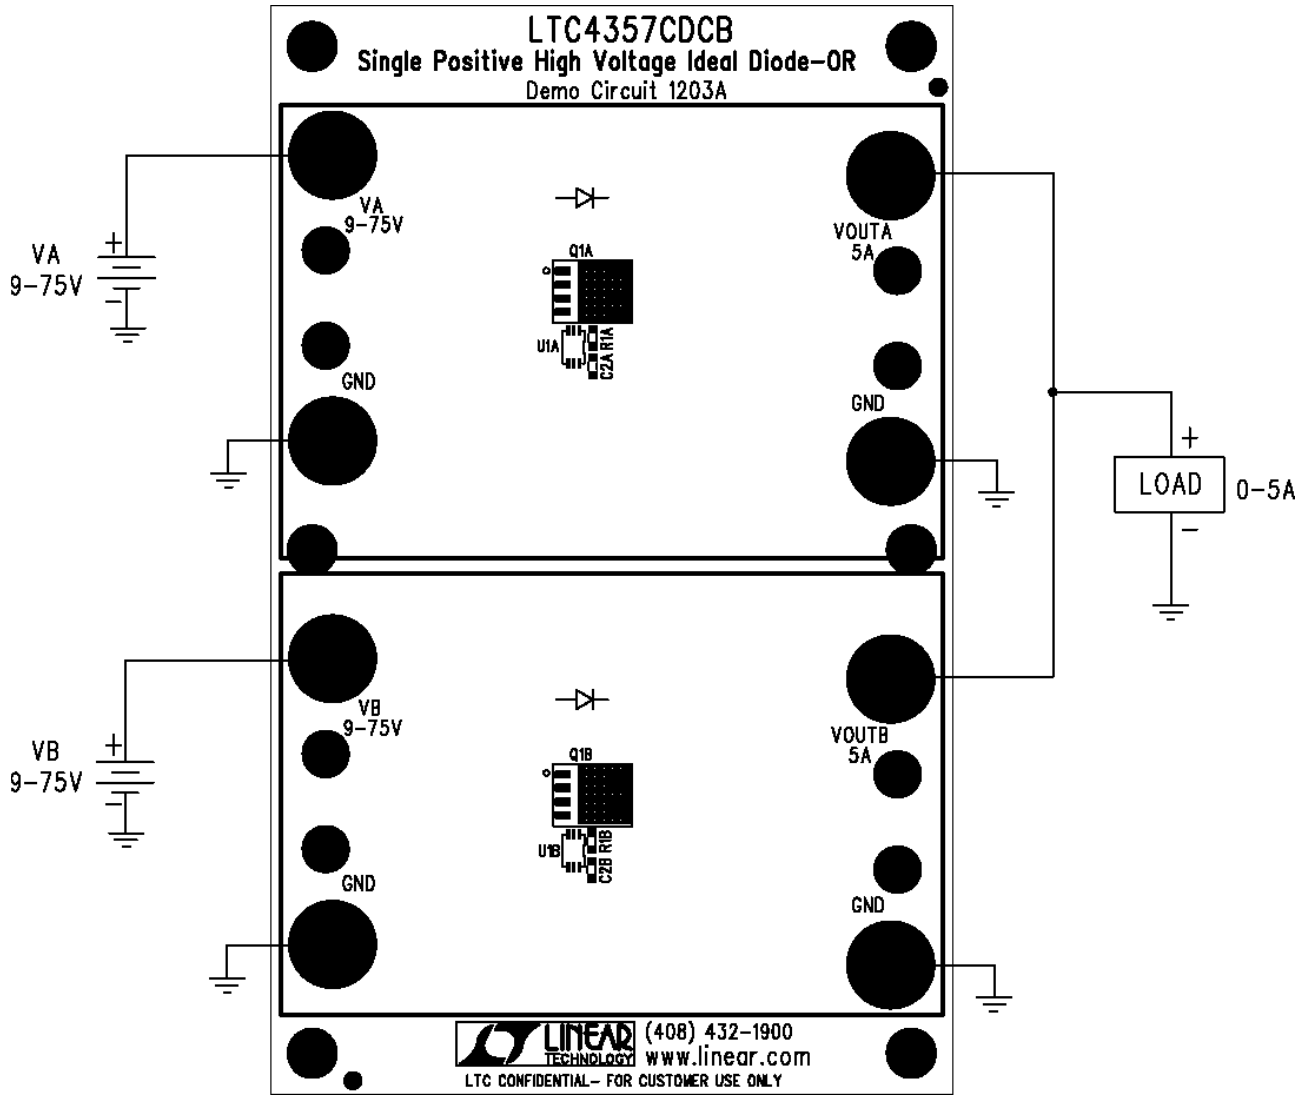 LTC4357CDCB
Single Positive High Voltage Ideal Diode-OR
Demo Circuit 1203A
VA
9-75V
VOUTA
5A
VA
9-75V
+
-
Q1A
U1A
R1A
C2A
GND
GND
+
LOAD
0-5A
-
VB
9-75V
VOUTB
5A
VB
9-75V
+
-
Q1B
U1B
R1B
C2B
GND
GND
LINEAR
TECHNOLOGY
(408) 432-1900
www.linear.com
LTC CONFIDENTIAL- FOR CUSTOMER USE ONLY